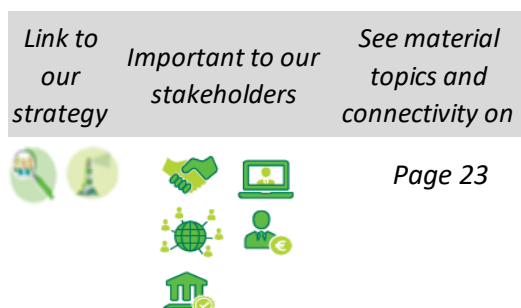 Link to
our
strategy
Important to our
stakeholders
See material
topics and
connectivity on
Page 23
€